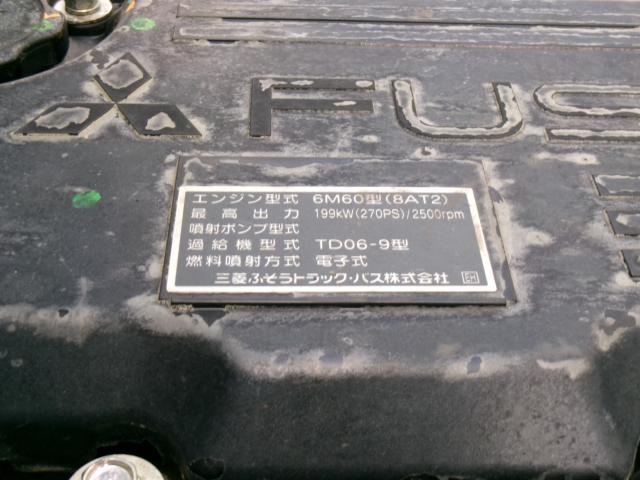 FUS
エンジン型式 6M60型(8AT2)
最高出力 199kW(270PS)/2500rpm
噴射ポンプ型式
過給機型式 TD06-9型
燃料噴射方式 電子式
三菱ふそうトラック・バス株式会社